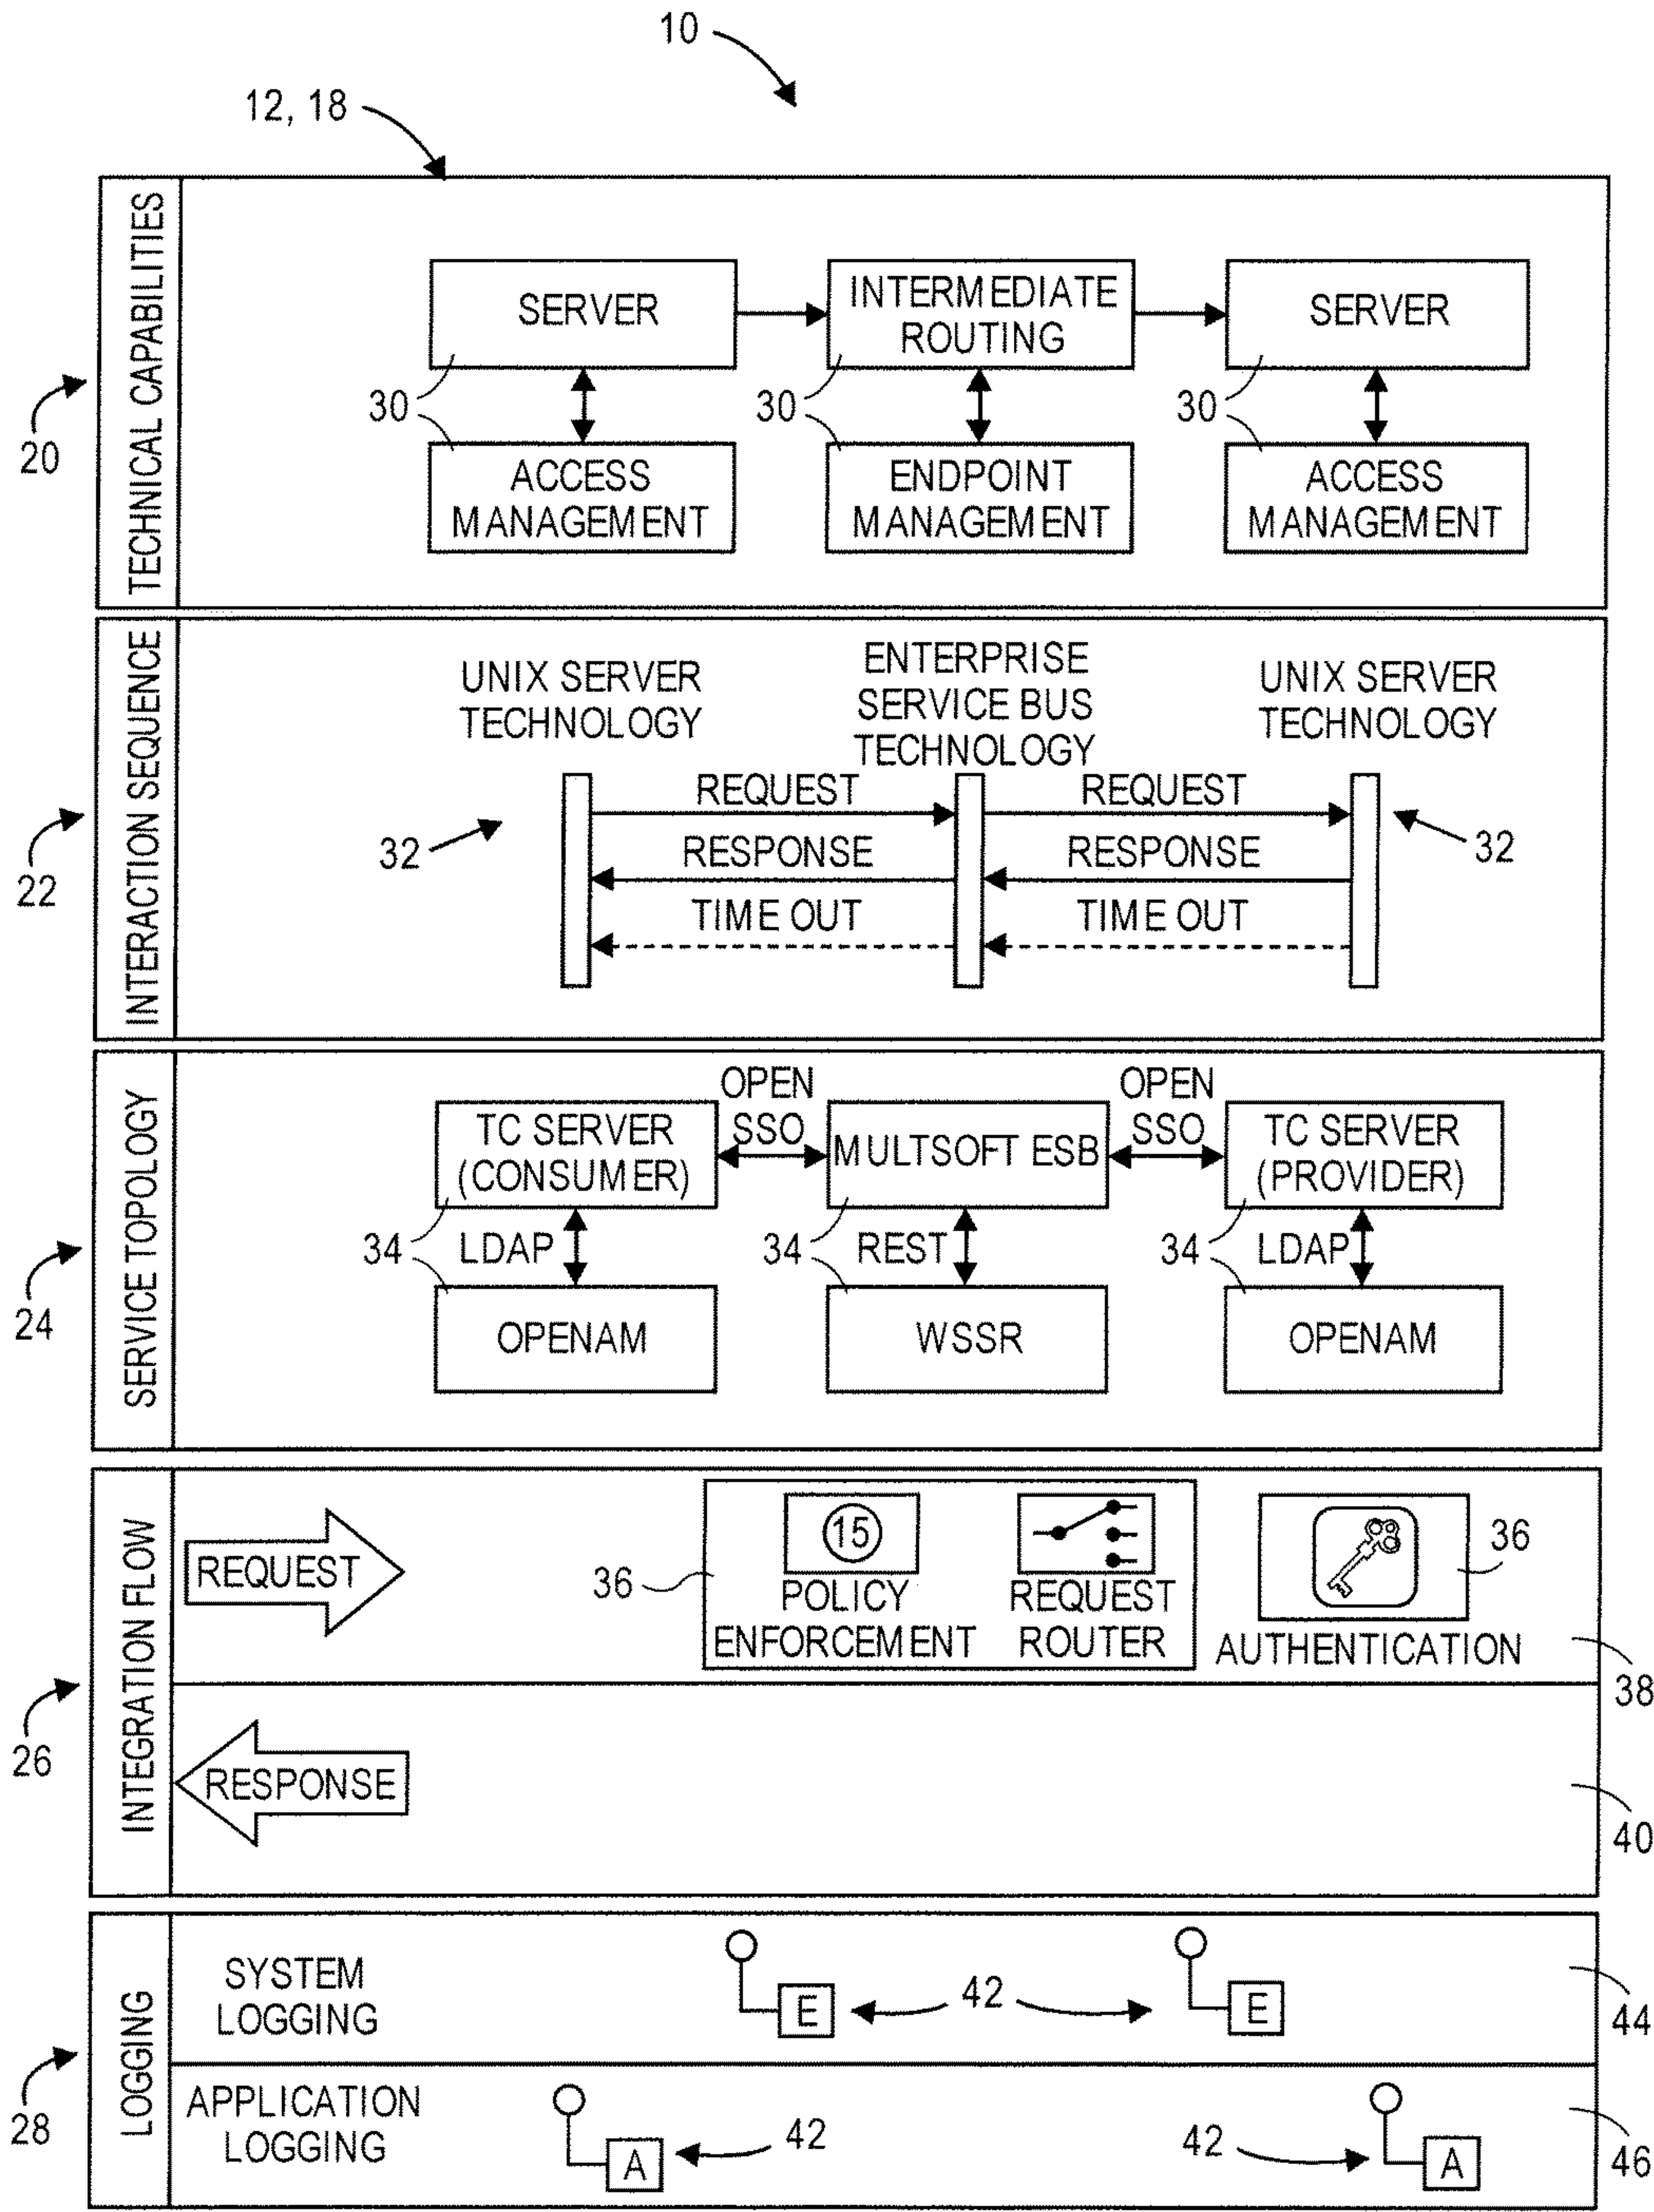 10
12, 18
TECHNICAL CAPABILITIES
20
SERVER
INTERMEDIATE
ROUTING
SERVER
30
30
30
ACCESS
MANAGEMENT
ENDPOINT
MANAGEMENT
ACCESS
MANAGEMENT
INTERACTION SEQUENCE
22
UNIX SERVER
TECHNOLOGY
ENTERPRISE
SERVICE BUS
TECHNOLOGY
UNIX SERVER
TECHNOLOGY
REQUEST
REQUEST
32
RESPONSE
RESPONSE
32
TIME OUT
TIME OUT
SERVICE TOPOLOGY
24
TC SERVER
(CONSUMER)
OPEN
SSO
MULTSOFT ESB
OPEN
SSO
TC SERVER
(PROVIDER)
34
LDAP
34
REST
34
LDAP
OPENAM
WSSR
OPENAM
INTEGRATION FLOW
26
REQUEST
36
15
POLICY
ENFORCEMENT
REQUEST
ROUTER
36
AUTHENTICATION
38
RESPONSE
40
LOGGING
28
SYSTEM
LOGGING
E
42
E
44
APPLICATION
LOGGING
A
42
42
A
46